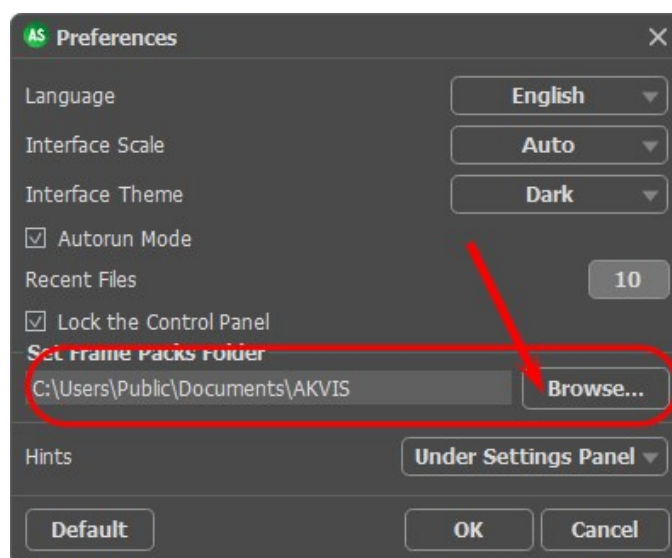 AS Preferences
Language English
Interface Scale Auto
Interface Theme Dark
Autorun Mode
Recent Files 10
Lock the Control Panel
Set Frame Packs Folder
C:\Users\Public\Documents\AKVIS Browse...
Hints Under Settings Panel
Default OK Cancel